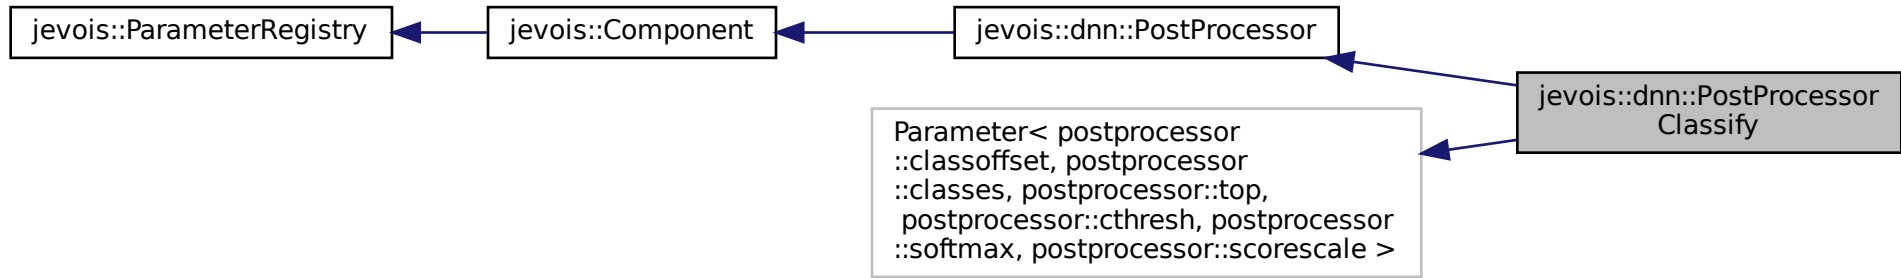 jevois::ParameterRegistry
jevois::Component
jevois::dnn::PostProcessor
jevois::dnn::PostProcessor
Classify
Parameter< postprocessor
::classoffset, postprocessor
::classes, postprocessor::top,
postprocessor::cthresh, postprocessor
::softmax, postprocessor::scorescale >